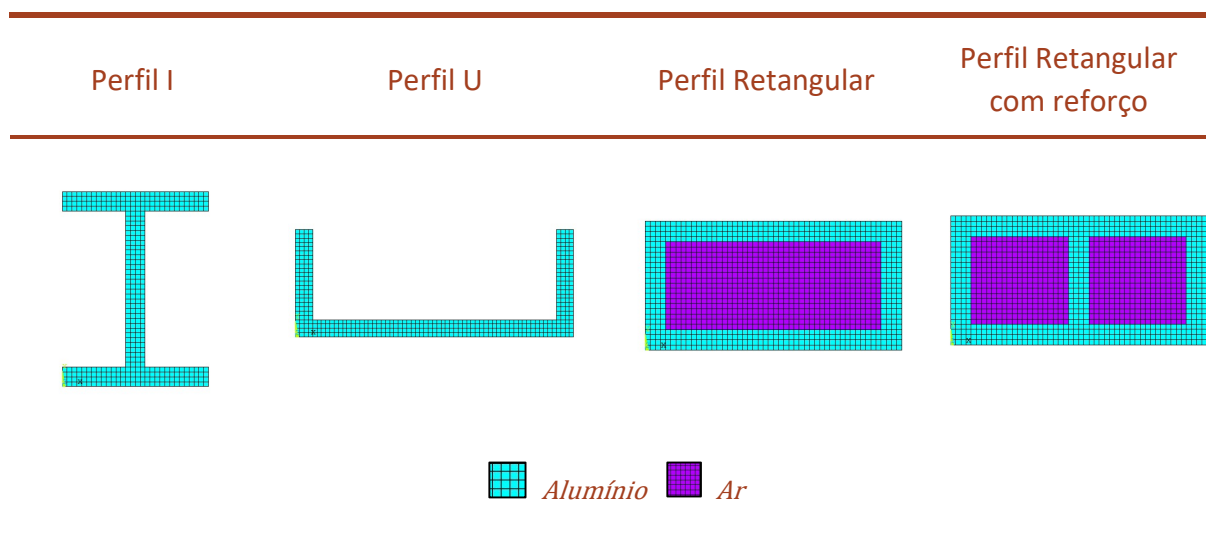 Perfil I
Perfil U
Perfil Retangular
Perfil Retangular
com reforço
x
x
x
x
Alumínio
Ar